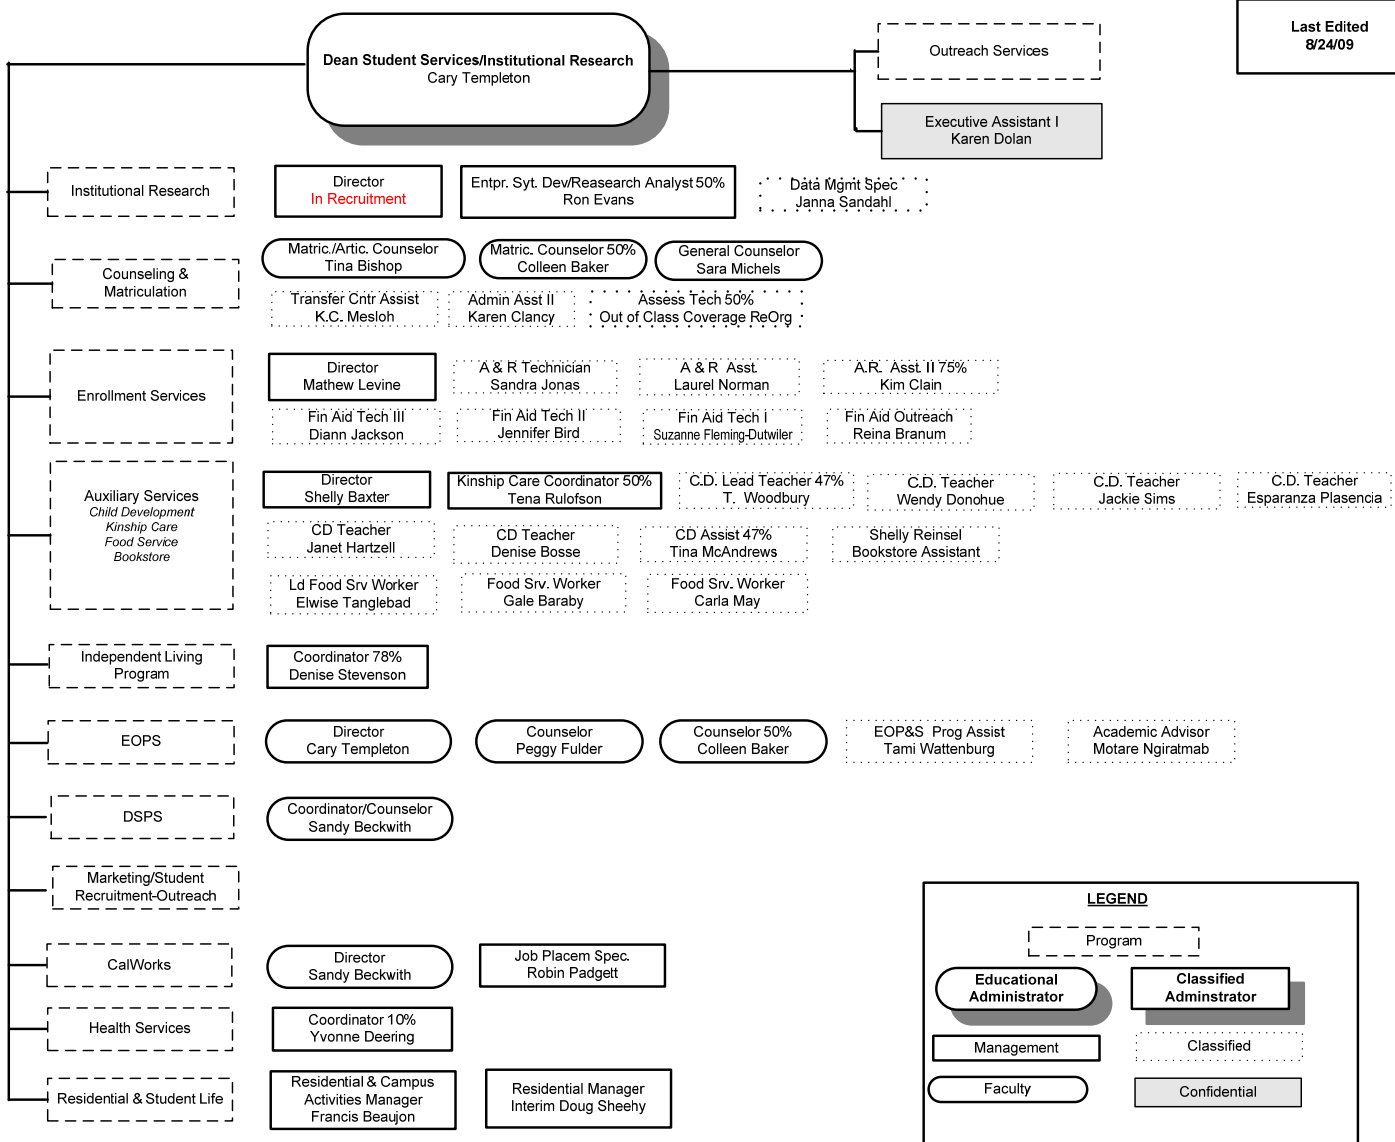 Dean Student Services/Institutional Research
Cary Templeton
Outreach Services
Executive Assistant I
Karen Dolan
Last Edited
8/24/09
Institutional Research
Director
In Recruitment
Entpr. Syt. Dev/Reasearch Analyst 50%
Ron Evans
Data Mgmt Spec
Janna Sandahl
Counseling &
Matriculation
Matric./Artic. Counselor
Tina Bishop
Matric. Counselor 50%
Colleen Baker
General Counselor
Sara Michels
Transfer Cntr Assist
K.C. Mesloh
Admin Asst II
Karen Clancy
Assess Tech 50%
Out of Class Coverage ReOrg
Enrollment Services
Director
Mathew Levine
A & R Technician
Sandra Jonas
A & R Asst.
Laurel Norman
A.R. Asst. II 75%
Kim Clain
Fin Aid Tech III
Diann Jackson
Fin Aid Tech II
Jennifer Bird
Fin Aid Tech I
Suzanne Fleming-Dutwiler
Fin Aid Outreach
Reina Branum
Auxiliary Services
Child Development
Kinship Care
Food Service
Bookstore
Director
Shelly Baxter
Kinship Care Coordinator 50%
Tena Rulofson
C.D. Lead Teacher 47%
T. Woodbury
C.D. Teacher
Wendy Donohue
C.D. Teacher
Jackie Sims
C.D. Teacher
Esparanza Plasencia
CD Teacher
Janet Hartzell
CD Teacher
Denise Bosse
CD Assist 47%
Tina McAndrews
Shelly Reinsel
Bookstore Assistant
Ld Food Srv Worker
Elwise Tanglebad
Food Srv. Worker
Gale Baraby
Food Srv. Worker
Carla May
Independent Living
Program
Coordinator 78%
Denise Stevenson
EOPS
Director
Cary Templeton
Counselor
Peggy Fulder
Counselor 50%
Colleen Baker
EOP&S Prog Assist
Tami Wattenburg
Academic Advisor
Motare Ngiratmab
DSPS
Coordinator/Counselor
Sandy Beckwith
Marketing/Student
Recruitment-Outreach
CalWorks
Director
Sandy Beckwith
Job Placem Spec.
Robin Padgett
Health Services
Coordinator 10%
Yvonne Deering
Residential & Student Life
Residential & Campus
Activities Manager
Francis Beaujon
Residential Manager
Interim Doug Sheehy
LEGEND
Program
Educational
Administrator
Classified
Adminstrator
Management
Classified
Faculty
Confidential